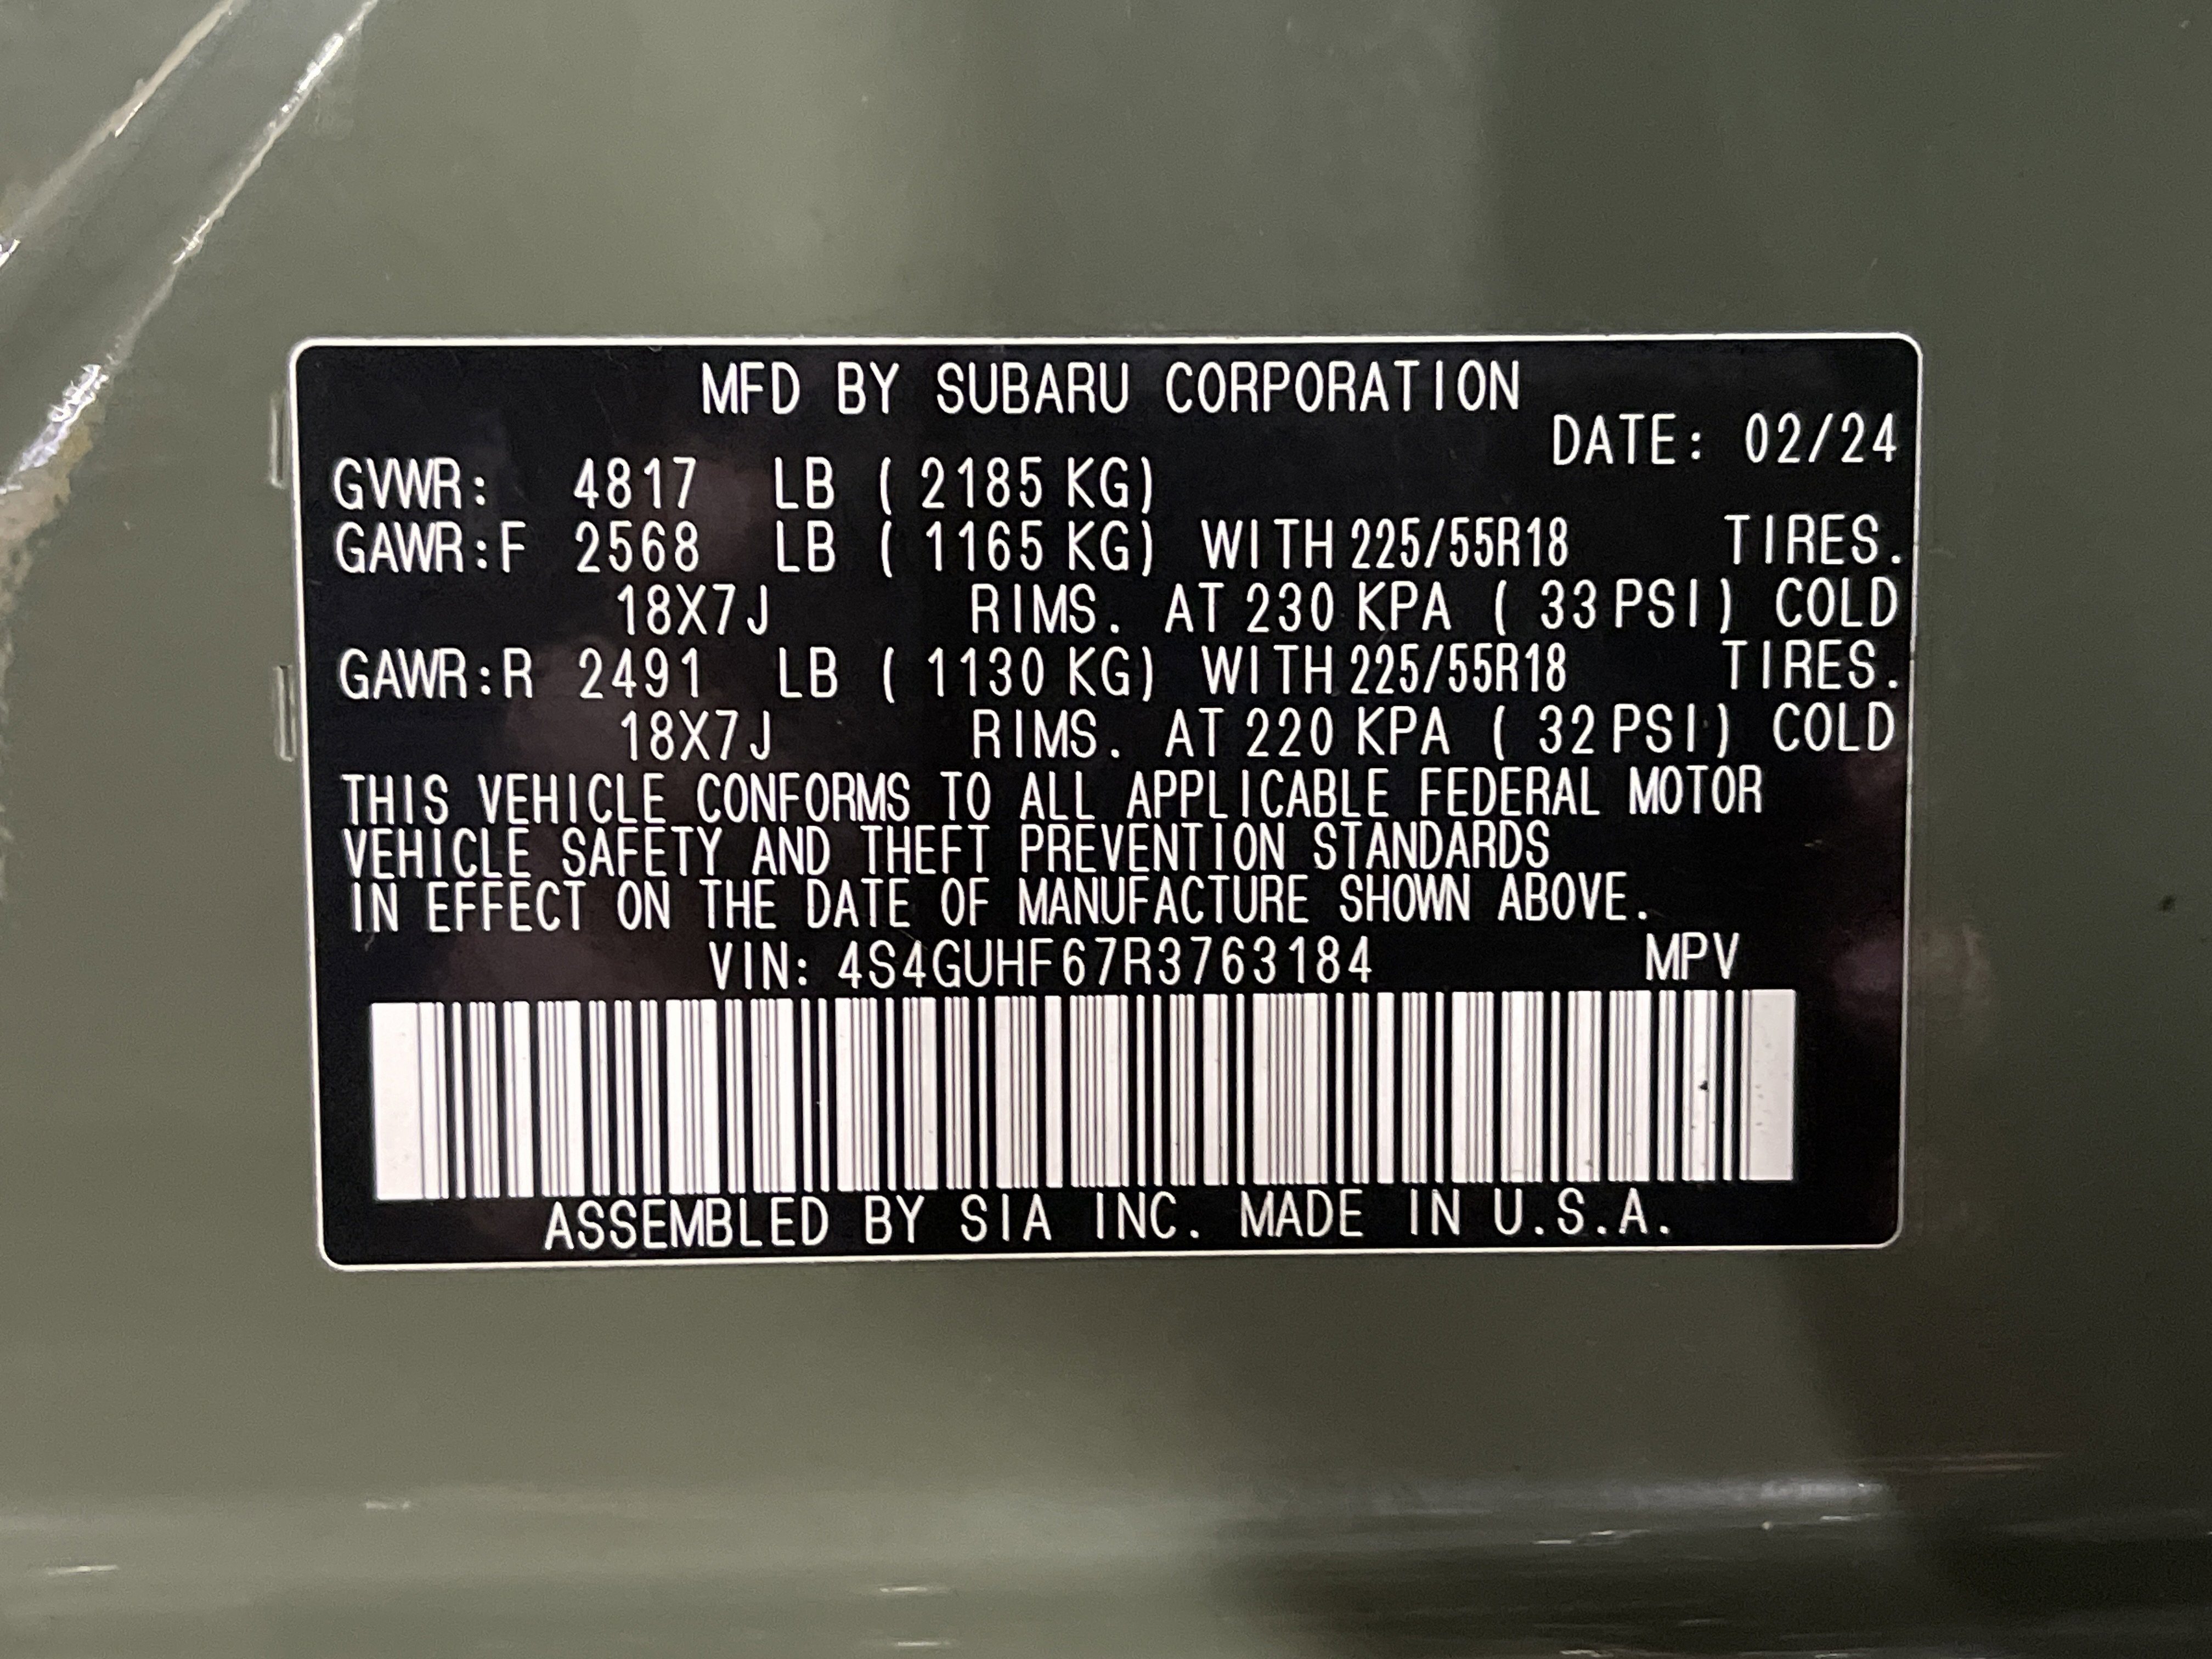 MFD BY SUBARU CORPORATION
DATE: 02/24
GVWR: 4817 LB ( 2185 KG)
GAWR:F 2568 LB ( 1165 KG) WITH 225/55R18 TIRES.
18X7J RIMS. AT 230 KPA ( 33 PSI) COLD
GAWR:R 2491 LB ( 1130 KG) WITH 225/55R18 TIRES.
18X7J RIMS. AT 220 KPA ( 32 PSI) COLD
THIS VEHICLE CONFORMS TO ALL APPLICABLE FEDERAL MOTOR
VEHICLE SAFETY AND THEFT PREVENTION STANDARDS
IN EFFECT ON THE DATE OF MANUFACTURE SHOWN ABOVE.
VIN: 4S4GUHF67R3763184 MPV
ASSEMBLED BY SIA INC. MADE IN U.S.A.